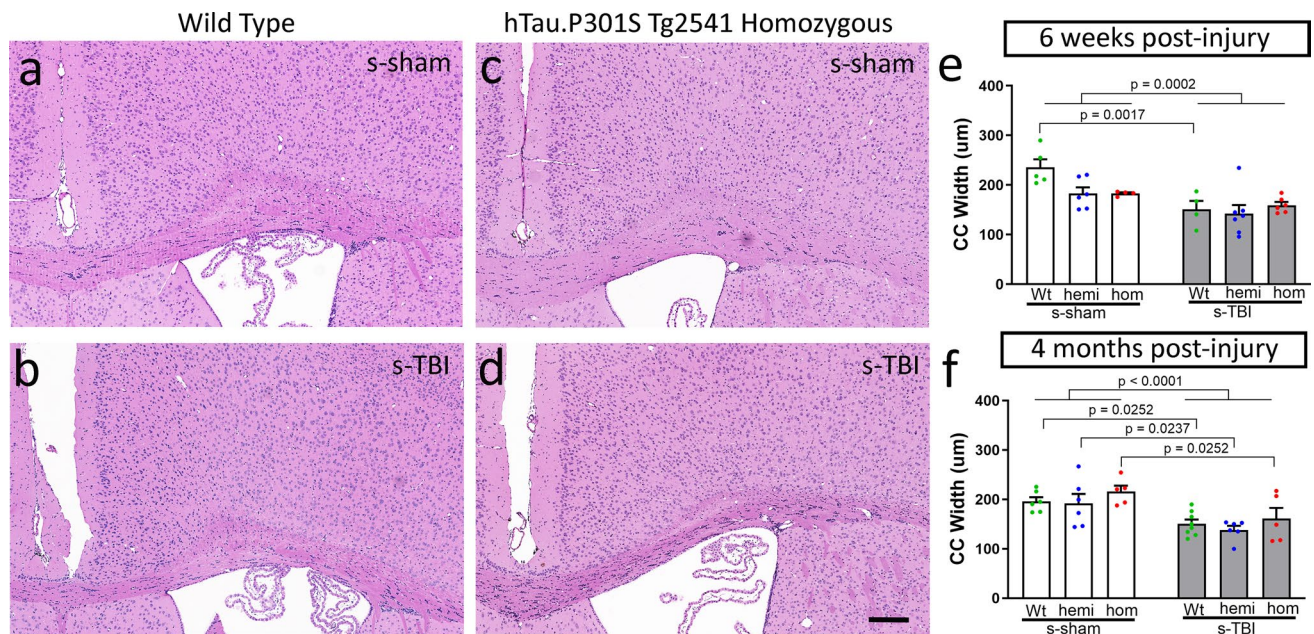 Wild Type
hTau.P301S Tg2541 Homozygous
a
s-sham
c
s-sham
b
s-TBI
d
s-TBI
e
6 weeks post-injury
400
300
200
100
0
CC Width (um)
p = 0.0002
p = 0.0017
Wt hemi hom
Wt hemi hom
s-sham
s-TBI
f
4 months post-injury
400
300
200
100
0
CC Width (um)
p < 0.0001
p = 0.0252
p = 0.0237
p = 0.0252
Wt hemi hom
Wt hemi hom
s-sham
s-TBI